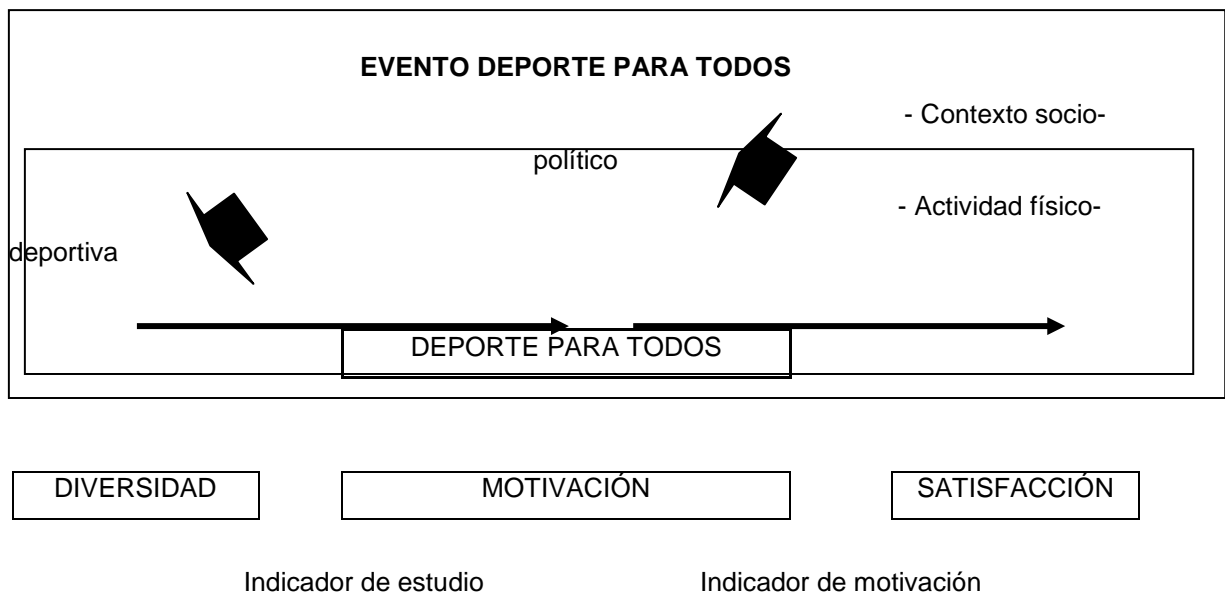 EVENTO DEPORTE PARA TODOS
- Contexto socio-
político
- Actividad físico-
deportiva
DEPORTE PARA TODOS
DIVERSIDAD
MOTIVACIÓN
SATISFACCIÓN
Indicador de estudio
Indicador de motivación